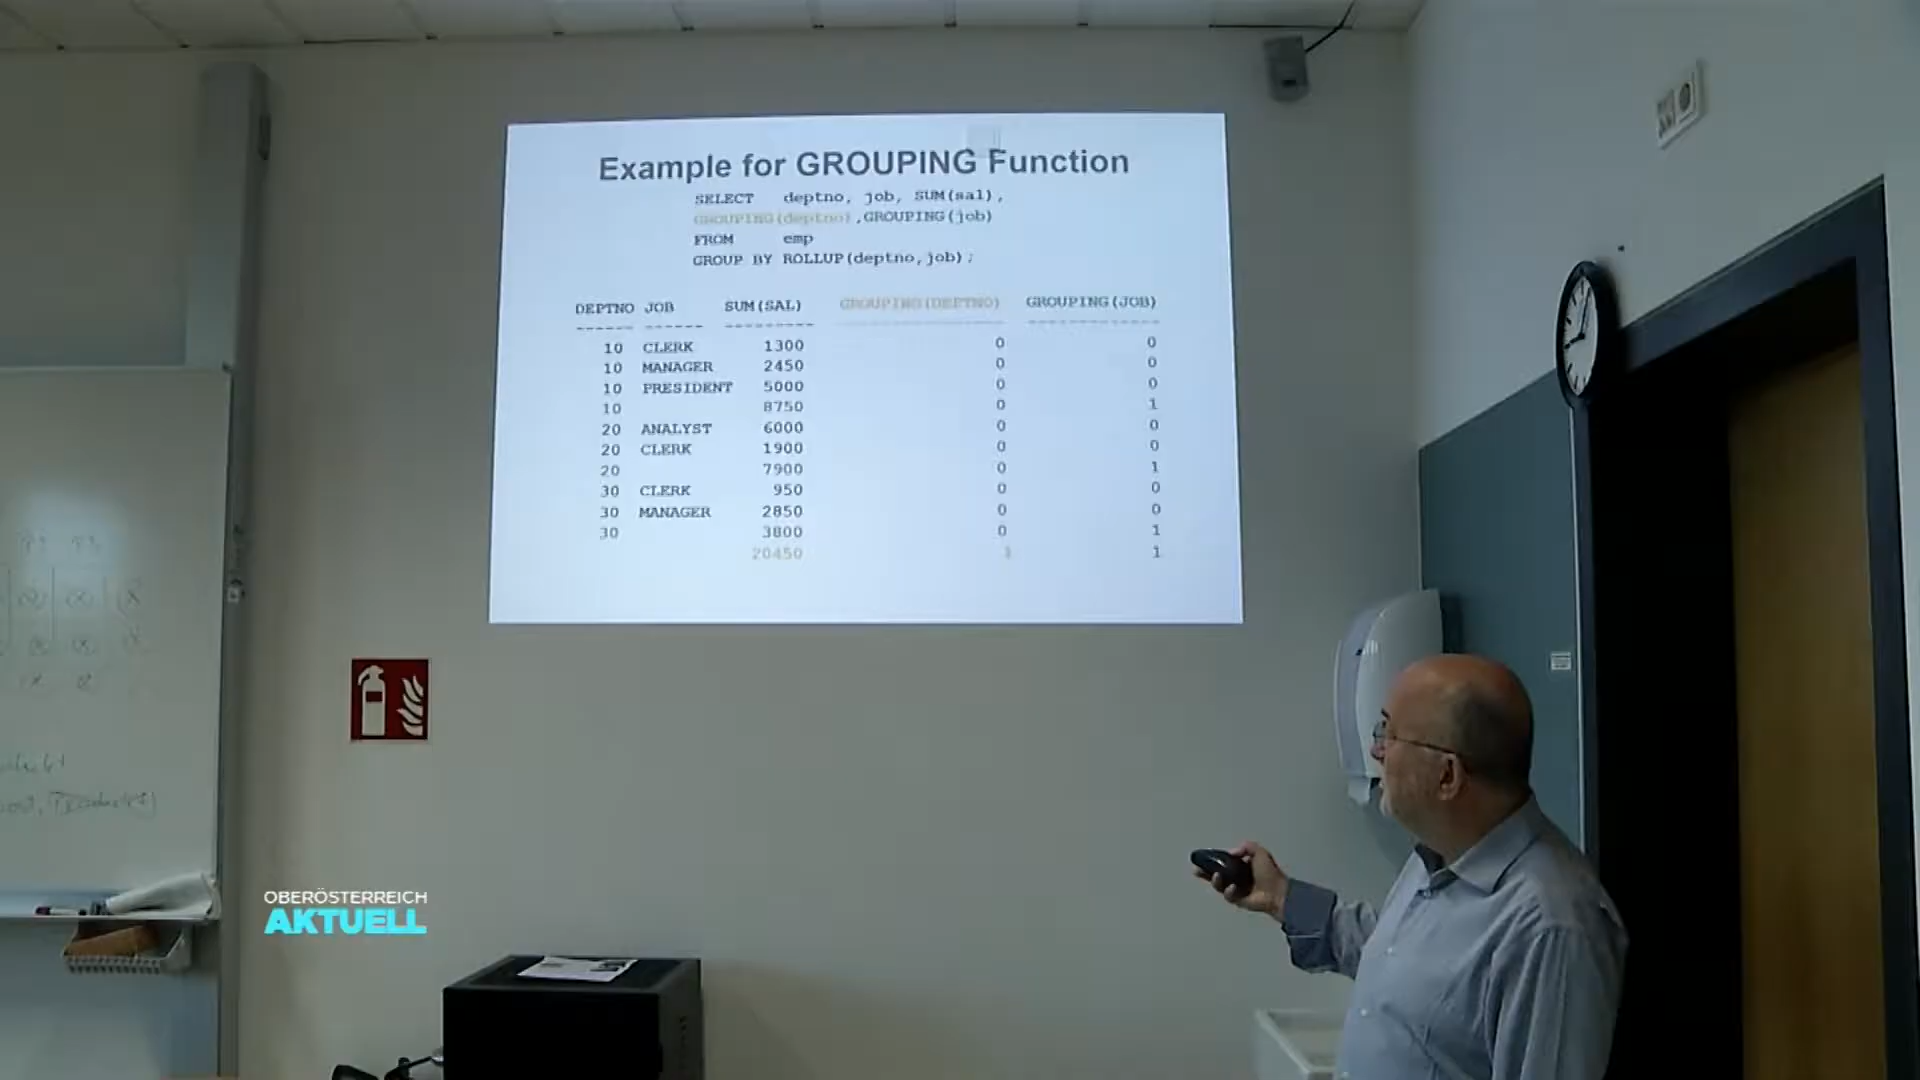 Example for GROUPING Function
SELECT deptno, job, SUM(sal),
GROUPING(deptno),GROUPING(job)
FROM emp
GROUP BY ROLLUP(deptno,job);
DEPTNO JOB SUM(SAL) GROUPING(DEPTNO) GROUPING(JOB)
------ ------ --------- ---------------- -------------
10 CLERK 1300 0 0
10 MANAGER 2450 0 0
10 PRESIDENT 5000 0 0
10 8750 0 1
20 ANALYST 6000 0 0
20 CLERK 1900 0 0
20 7900 0 1
30 CLERK 950 0 0
30 MANAGER 2850 0 0
30 3800 0 1
20450 1 1
OBERÖSTERREICH
AKTUELL